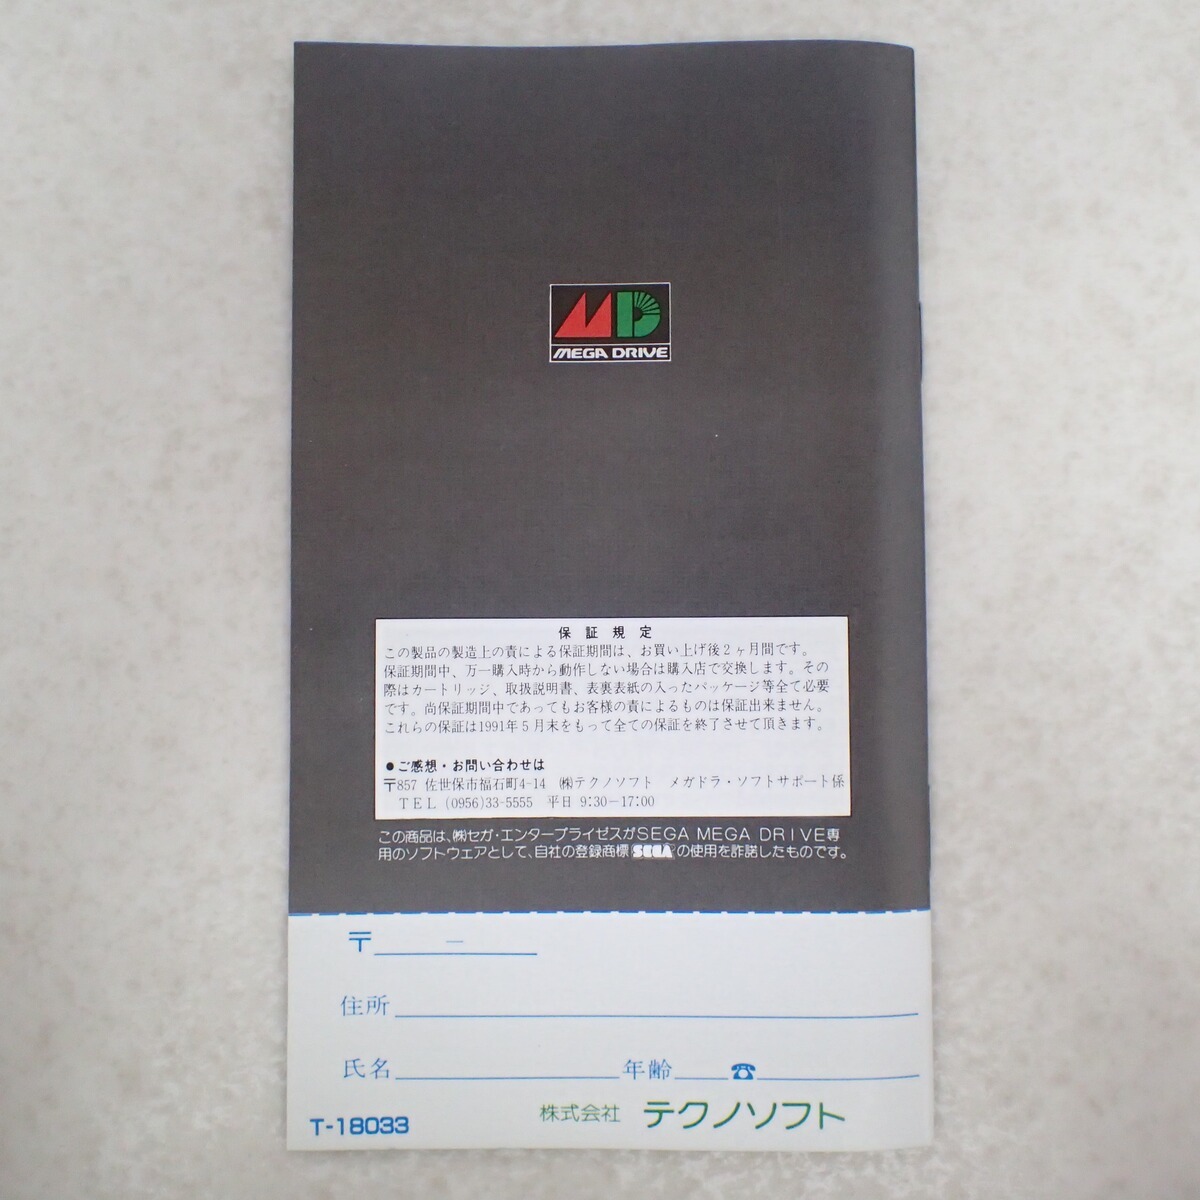 MD
MEGA DRIVE
保証規定
この製品の製造上の責による保証期間は、お買い上げ後2ヶ月間です。
保証期間中、万一購入時から動作しない場合は購入店で交換します。その
際はカートリッジ、取扱説明書、表裏表紙の入ったパッケージ等全て必要
です。尚保証期間中であってもお客様の責によるものは保証出来ません。
これらの保証は1991年5月末をもって全ての保証を終了させて頂きます。
●ご感想・お問い合わせは
〒857 佐世保市福石町4-14 ㈱テクノソフト メガドラ・ソフトサポート係
TEL (0956)33-5555 平日 9:30-17:00
この商品は、㈱セガ・エンタープライゼスがSEGA MEGA DRIVE専
用のソフトウェアとして、自社の登録商標SEGAの使用を許諾したものです。
〒 －
住所
氏名 年齢 ☎
株式会社 テクノソフト
T-18033